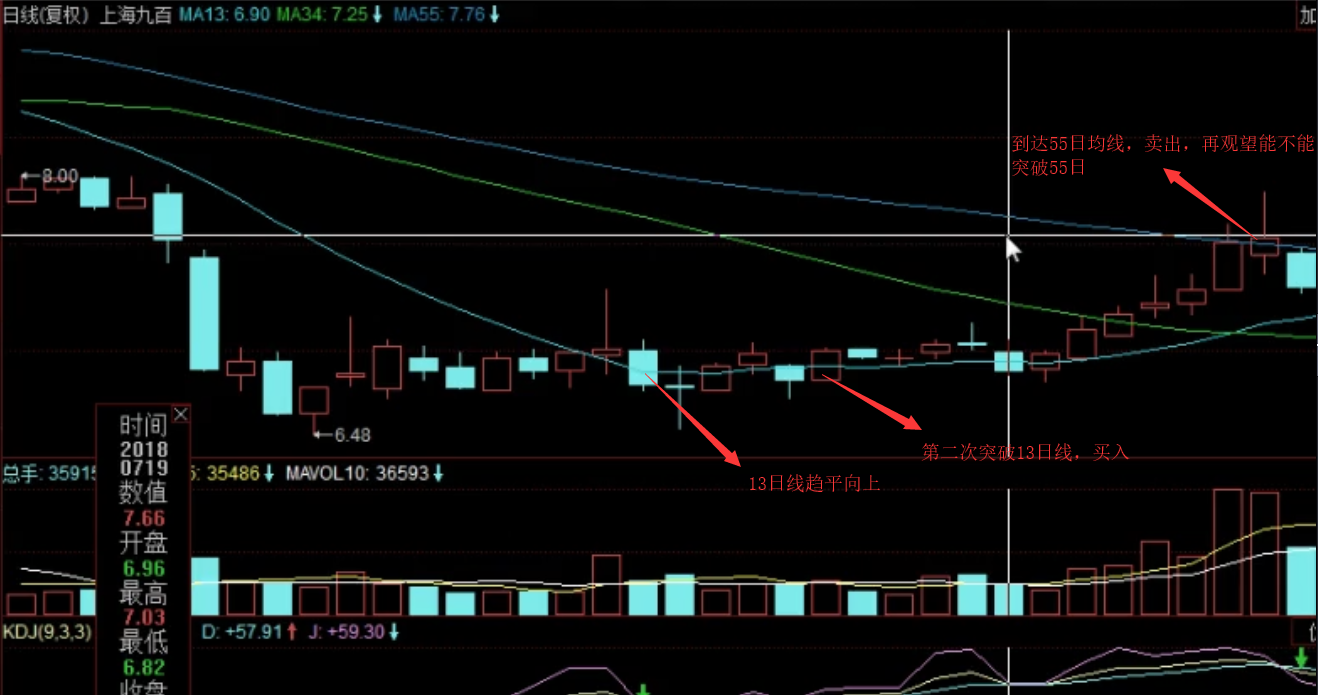 日线(复权) 上海九百 MA13: 6.90 MA34: 7.25↓ MA55: 7.76↓
到达55日均线，卖出，再观望能不能
突破55日
←8.00
←6.48
第二次突破13日线，买入
13日线趋平向上
总手: 35915
5: 35486↓ MAVOL10: 36593↓
时间
2018
0719
数值
7.66
开盘
6.96
最高
7.03
最低
6.82
收盘
KDJ(9,3,3)
D: +57.91↑ J: +59.30↓